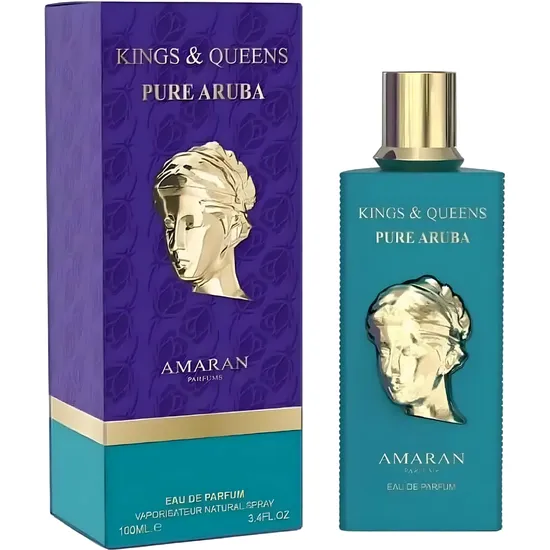 KINGS & QUEENS
PURE ARUBA
AMARAN
PARFUMS
EAU DE PARFUM
VAPORISATEUR NATURAL SPRAY
100ML.e
3.4FL.OZ
KINGS & QUEENS
PURE ARUBA
AMARAN
EAU DE PARFUM